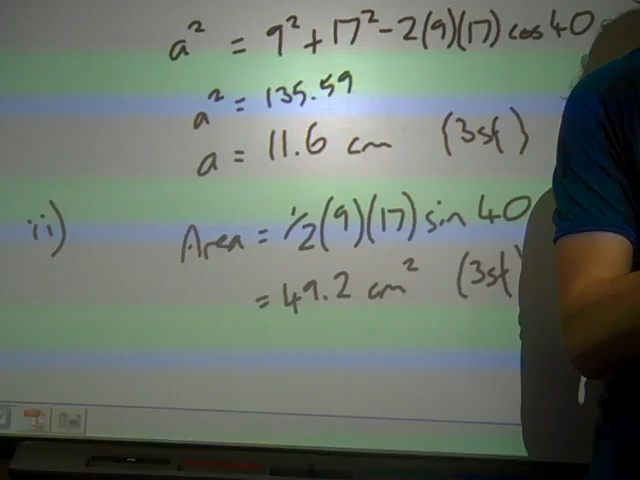 a² = 9² + 17² - 2(9)(17) cos 40
a² = 135.59
a = 11.6 cm (3sf)
ii) Area = ½(9)(17) sin 40
= 49.2 cm² (3sf)